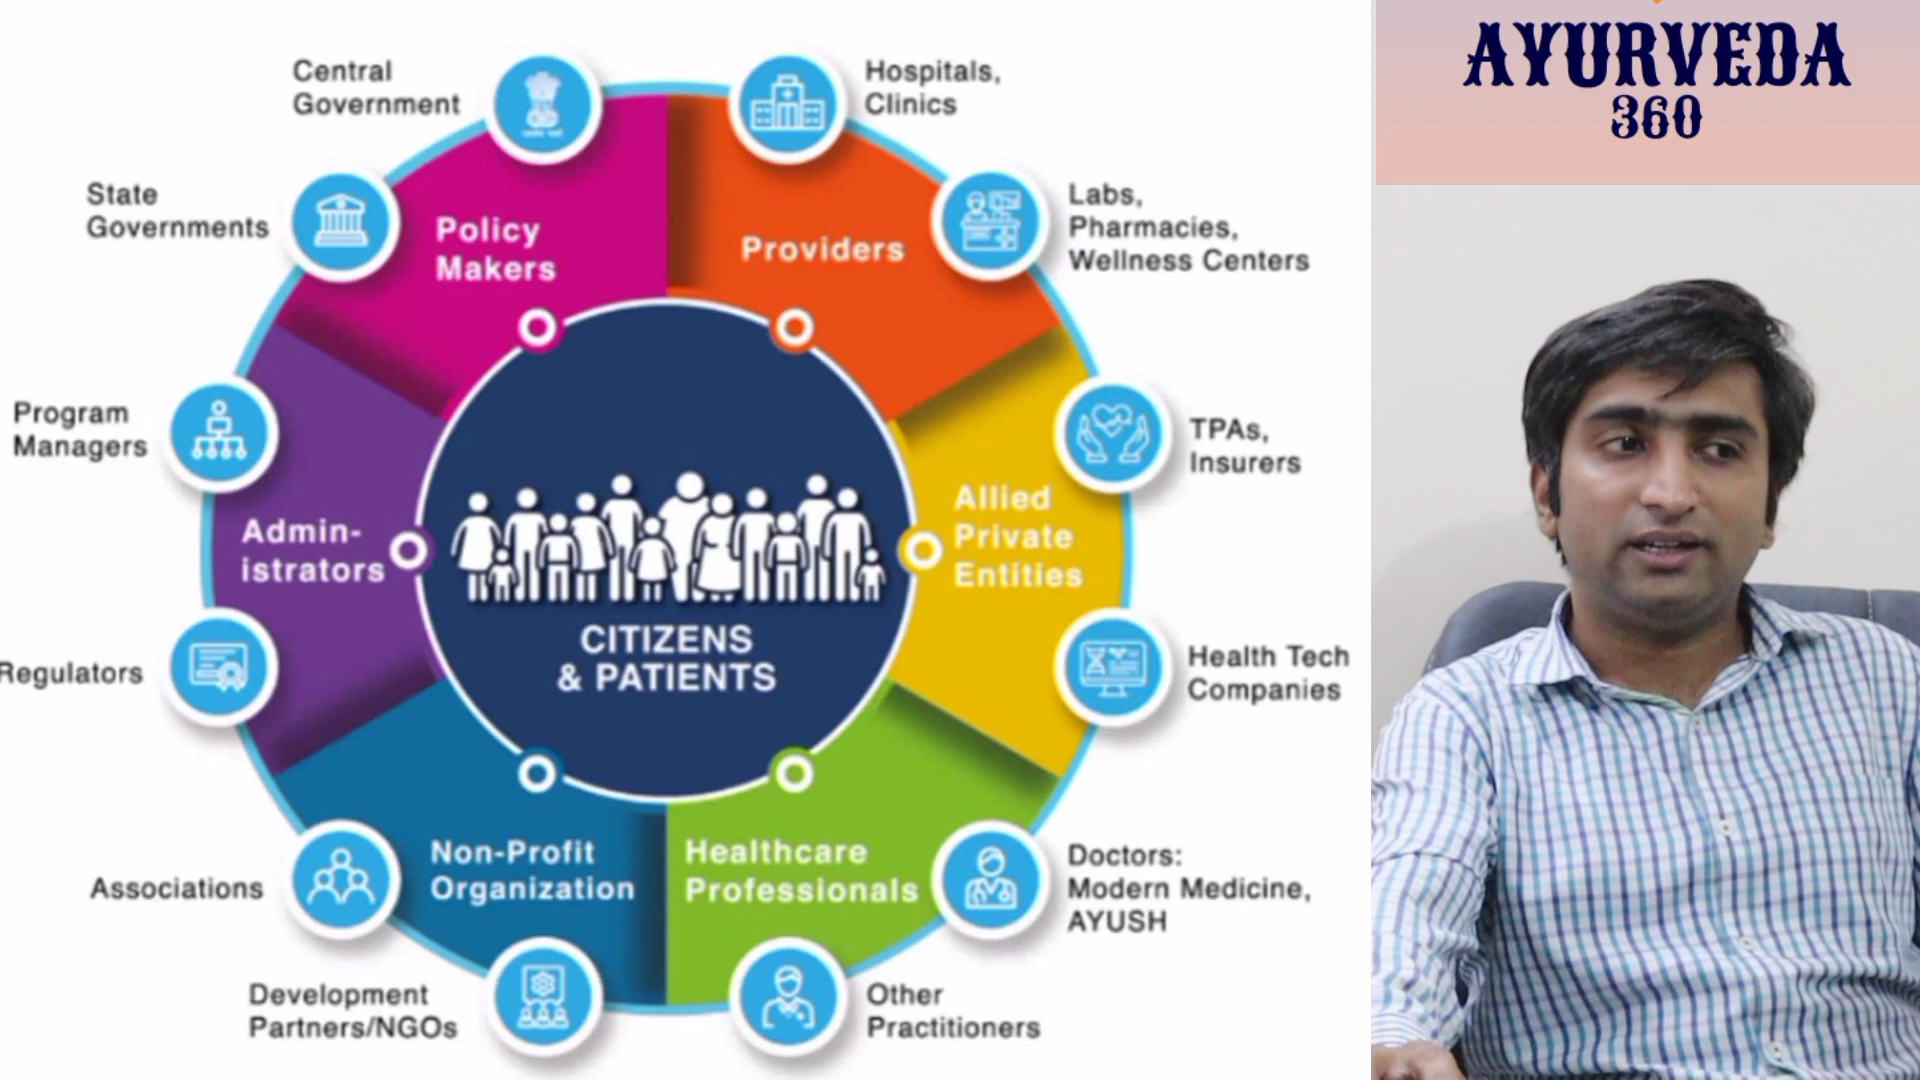 Central
Government
Hospitals,
Clinics
State
Governments
Labs,
Pharmacies,
Wellness Centers
Policy
Makers
Providers
Program
Managers
TPAs,
Insurers
Admin-
istrators
Allied
Private
Entities
CITIZENS
& PATIENTS
Regulators
Health Tech
Companies
Non-Profit
Organization
Healthcare
Professionals
Associations
Doctors:
Modern Medicine,
AYUSH
Development
Partners/NGOs
Other
Practitioners
AYURVEDA
360